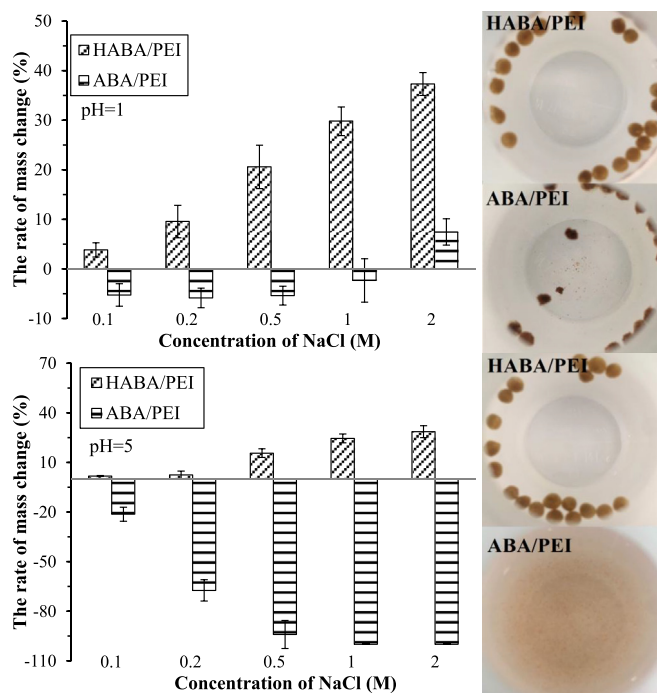 The rate of mass change (%)
50
40
30
20
10
0
-10
HABA/PEI
ABA/PEI
pH=1
0.1 0.2 0.5 1 2
Concentration of NaCl (M)
HABA/PEI
ABA/PEI
The rate of mass change (%)
70
30
10
-20
-50
-80
-110
HABA/PEI
ABA/PEI
pH=5
0.1 0.2 0.5 1 2
Concentration of NaCl (M)
HABA/PEI
ABA/PEI